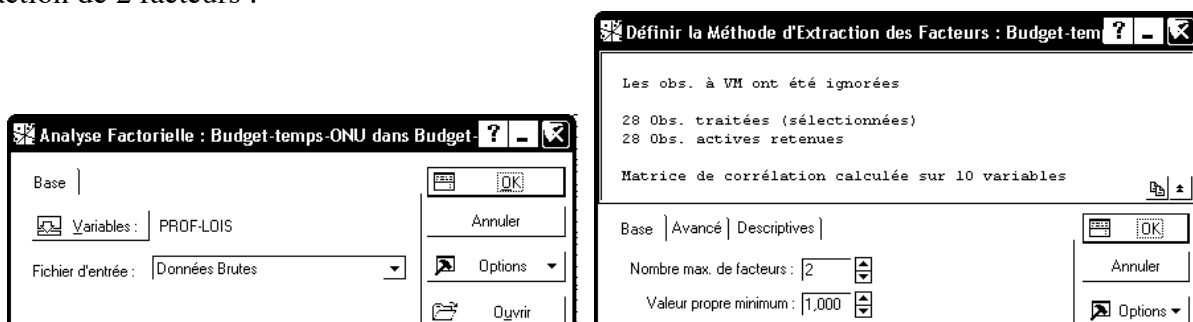 Analyse Factorielle : Budget-temps-ONU dans Budget-
Base
Variables : PROF-LOIS
Fichier d'entrée : Données Brutes
OK
Annuler
Options
Ouvrir
Définir la Méthode d'Extraction des Facteurs : Budget-tem
Les obs. à VM ont été ignorées
28 Obs. traitées (sélectionnées)
28 Obs. actives retenues
Matrice de corrélation calculée sur 10 variables
Base Avancé Descriptives
Nombre max. de facteurs : 2
Valeur propre minimum : 1,000
OK
Annuler
Options